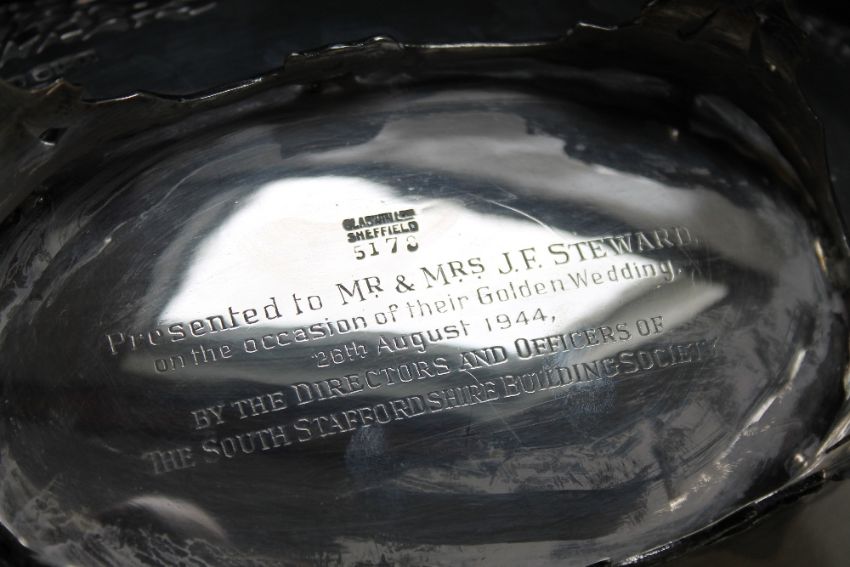 SHEFFIELD
5178
Presented to MR & MRS J.F. STEWARD,
on the occasion of their Golden Wedding.
26th August 1944,
BY THE DIRECTORS AND OFFICERS OF
THE SOUTH STAFFORDSHIRE BUILDING SOCIETY